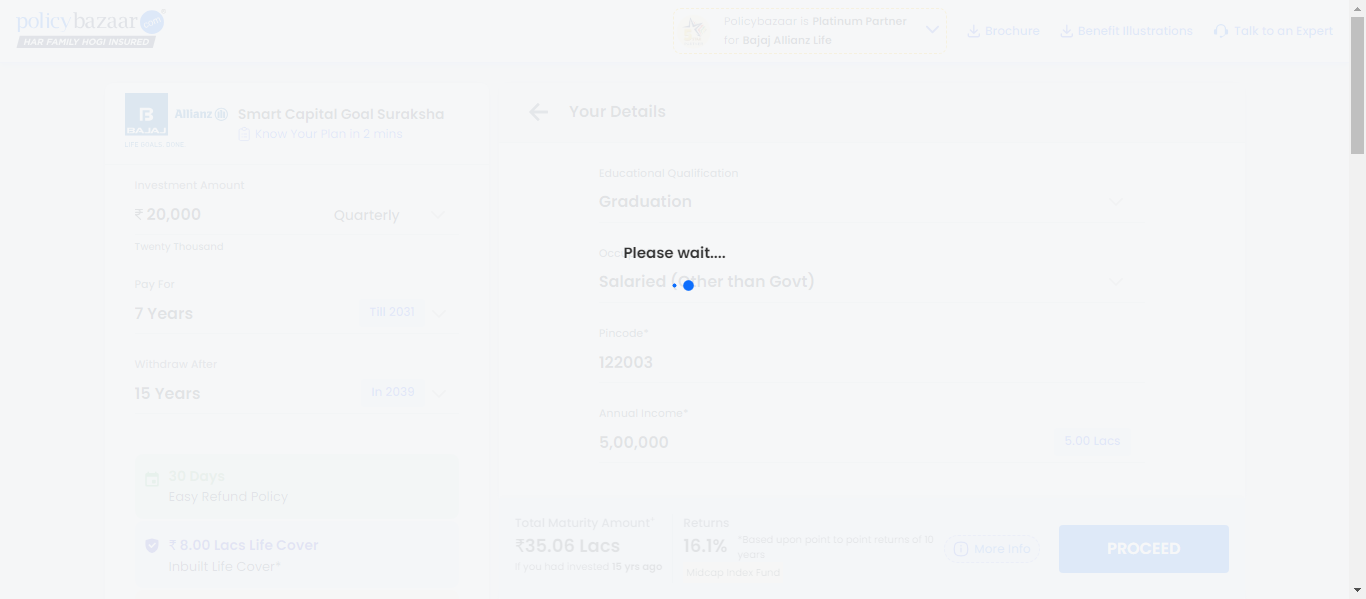 policybazaar
HAR FAMILY HOGI INSURED
Policybazaar is Platinum Partner
for Bajaj Allianz Life
Brochure
Benefit Illustrations
Talk to an Expert
B
BAJAJ
Allianz
Smart Capital Goal Suraksha
Know Your Plan in 2 mins
Investment Amount
₹ 20,000
Quarterly
Twenty Thousand
Pay For
7 Years
Till 2031
Withdraw After
15 Years
In 2039
30 Days
Easy Refund Policy
₹ 8.00 Lacs Life Cover
Inbuilt Life Cover*
Your Details
Educational Qualification
Graduation
Please wait....
Salaried (Other than Govt)
Pincode*
122003
Annual Income*
5,00,000
5.00 Lacs
Total Maturity Amount*
₹35.06 Lacs
If you had invested 15 yrs ago
Returns
16.1%
*Based upon point to point returns of 10
years
Midcap Index Fund
More Info
PROCEED